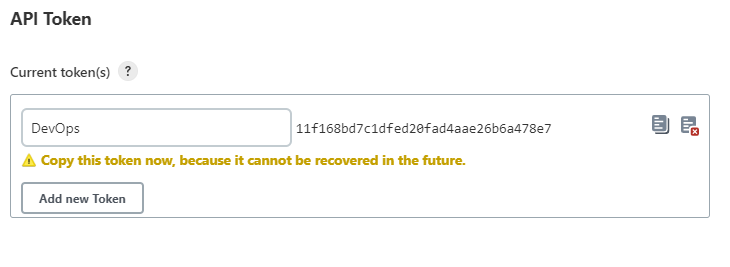 API Token
Current token(s) ?
DevOps 11f168bd7c1dfed20fad4aae26b6a478e7
Copy this token now, because it cannot be recovered in the future.
Add new Token